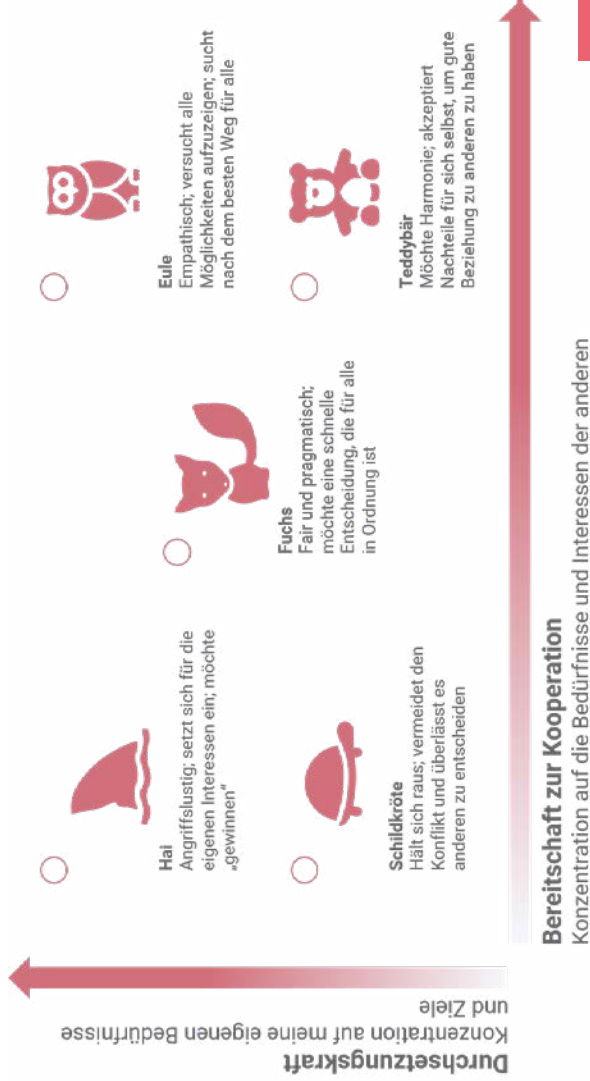 Durchsetzungskraft
Konzentration auf meine eigenen Bedürfnisse
und Ziele
Hai
Angriffslustig; setzt sich für die
eigenen Interessen ein; möchte
„gewinnen“
Eule
Empathisch; versucht alle
Möglichkeiten aufzuzeigen; sucht
nach dem besten Weg für alle
Fuchs
Fair und pragmatisch;
möchte eine schnelle
Entscheidung, die für alle
in Ordnung ist
Schildkröte
Hält sich raus; vermeidet den
Konflikt und überlässt es
anderen zu entscheiden
Teddybär
Möchte Harmonie; akzeptiert
Nachteile für sich selbst, um gute
Beziehung zu anderen zu haben
Bereitschaft zur Kooperation
Konzentration auf die Bedürfnisse und Interessen der anderen